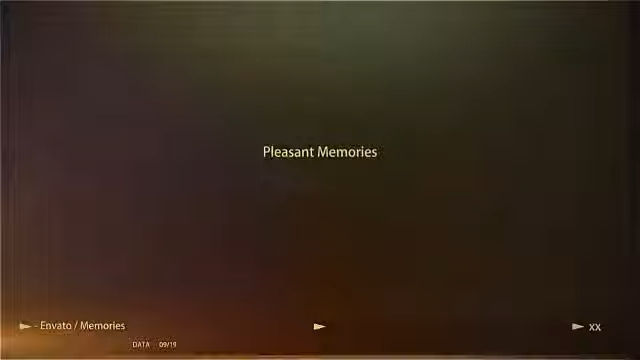 Pleasant Memories
- Envato / Memories
XX
DATA 09/19